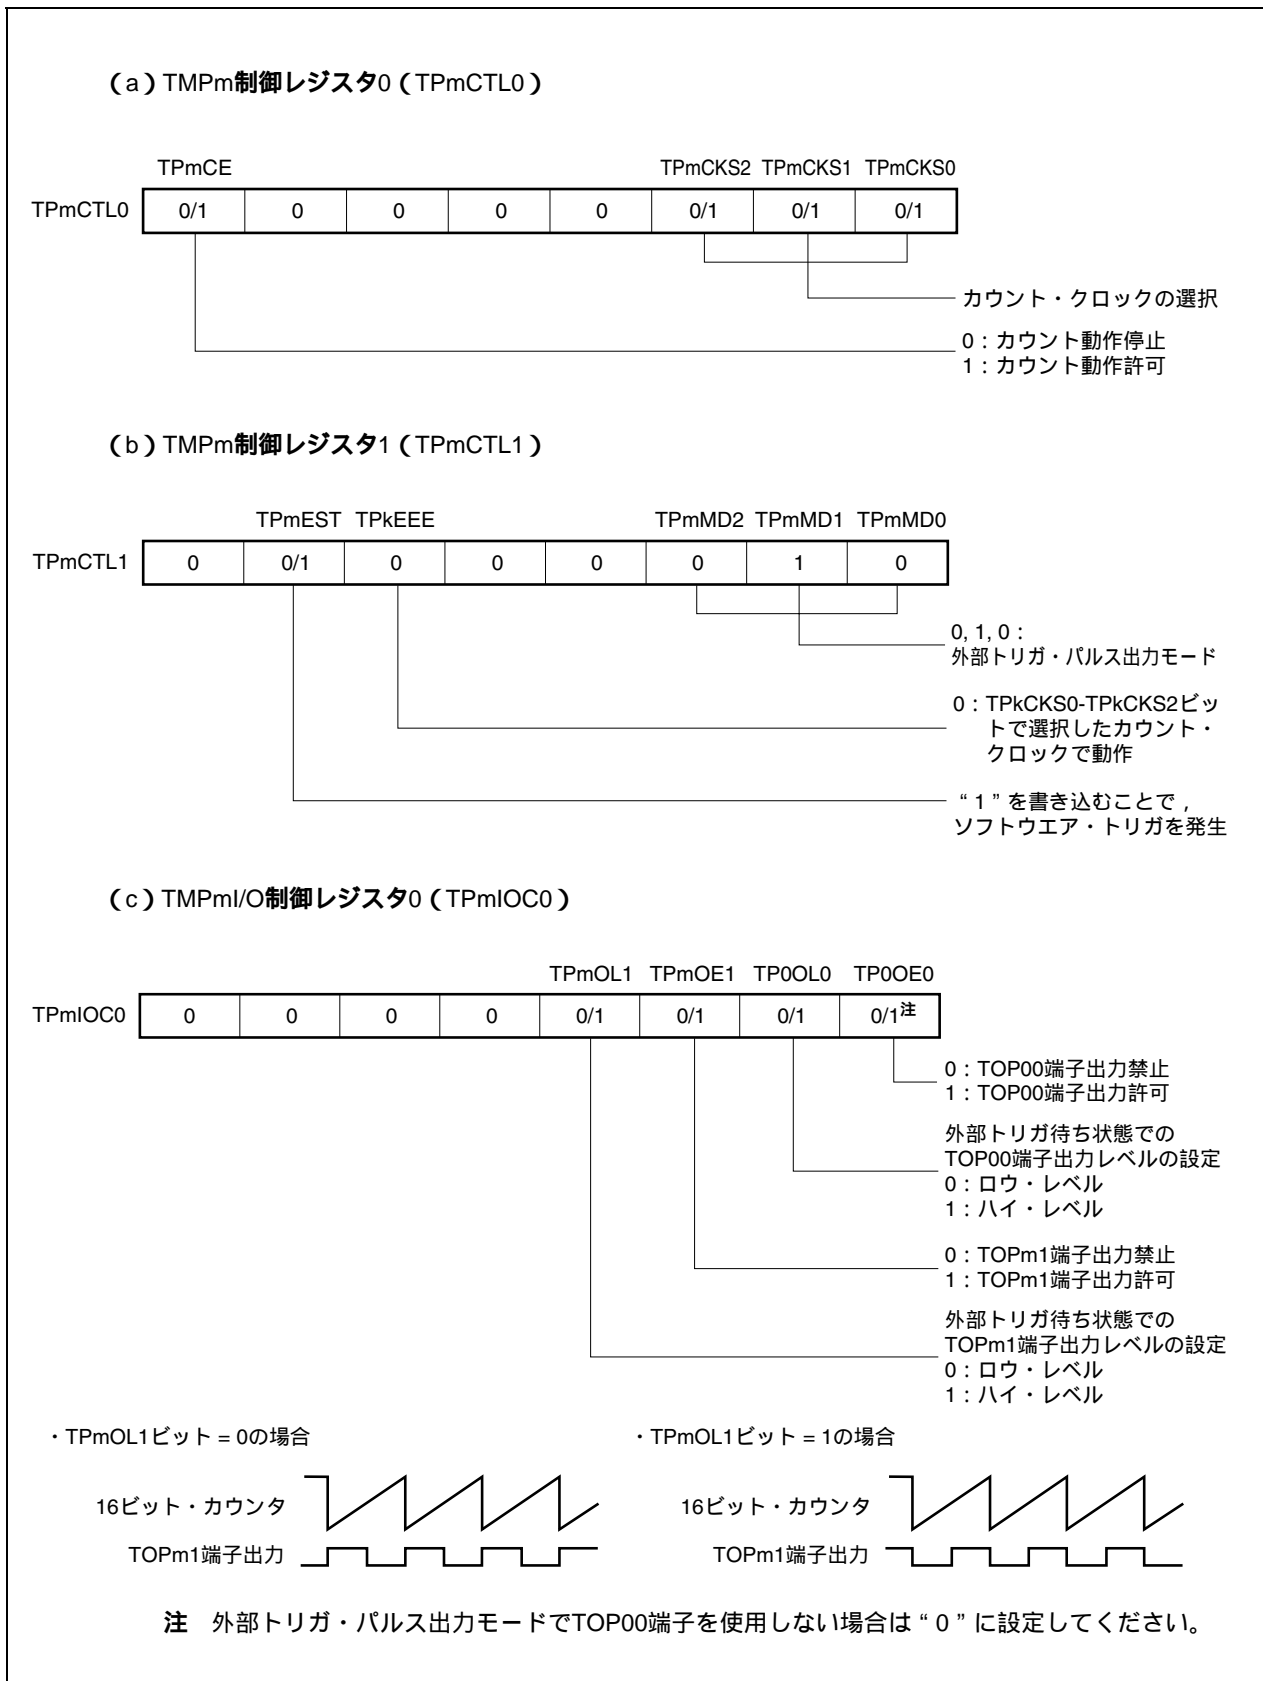 （a）TMPm制御レジスタ0（TPmCTL0）
TPmCE TPmCKS2 TPmCKS1 TPmCKS0
TPmCTL0 0/1 0 0 0 0 0/1 0/1 0/1
カウント・クロックの選択
0：カウント動作停止
1：カウント動作許可
（b）TMPm制御レジスタ1（TPmCTL1）
TPmEST TPkEEE TPmMD2 TPmMD1 TPmMD0
TPmCTL1 0 0/1 0 0 0 0 1 0
0, 1, 0：
外部トリガ・パルス出力モード
0：TPkCKS0-TPkCKS2ビッ
トで選択したカウント・
クロックで動作
“1”を書き込むことで，
ソフトウエア・トリガを発生
（c）TMPmI/O制御レジスタ0（TPmIOC0）
TPmOL1 TPmOE1 TP0OL0 TP0OE0
TPmIOC0 0 0 0 0 0/1 0/1 0/1 0/1注
0：TOP00端子出力禁止
1：TOP00端子出力許可
外部トリガ待ち状態での
TOP00端子出力レベルの設定
0：ロウ・レベル
1：ハイ・レベル
0：TOPm1端子出力禁止
1：TOPm1端子出力許可
外部トリガ待ち状態での
TOPm1端子出力レベルの設定
0：ロウ・レベル
1：ハイ・レベル
・TPmOL1ビット = 0の場合 ・TPmOL1ビット = 1の場合
16ビット・カウンタ 16ビット・カウンタ
TOPm1端子出力 TOPm1端子出力
注 外部トリガ・パルス出力モードでTOP00端子を使用しない場合は“0”に設定してください。